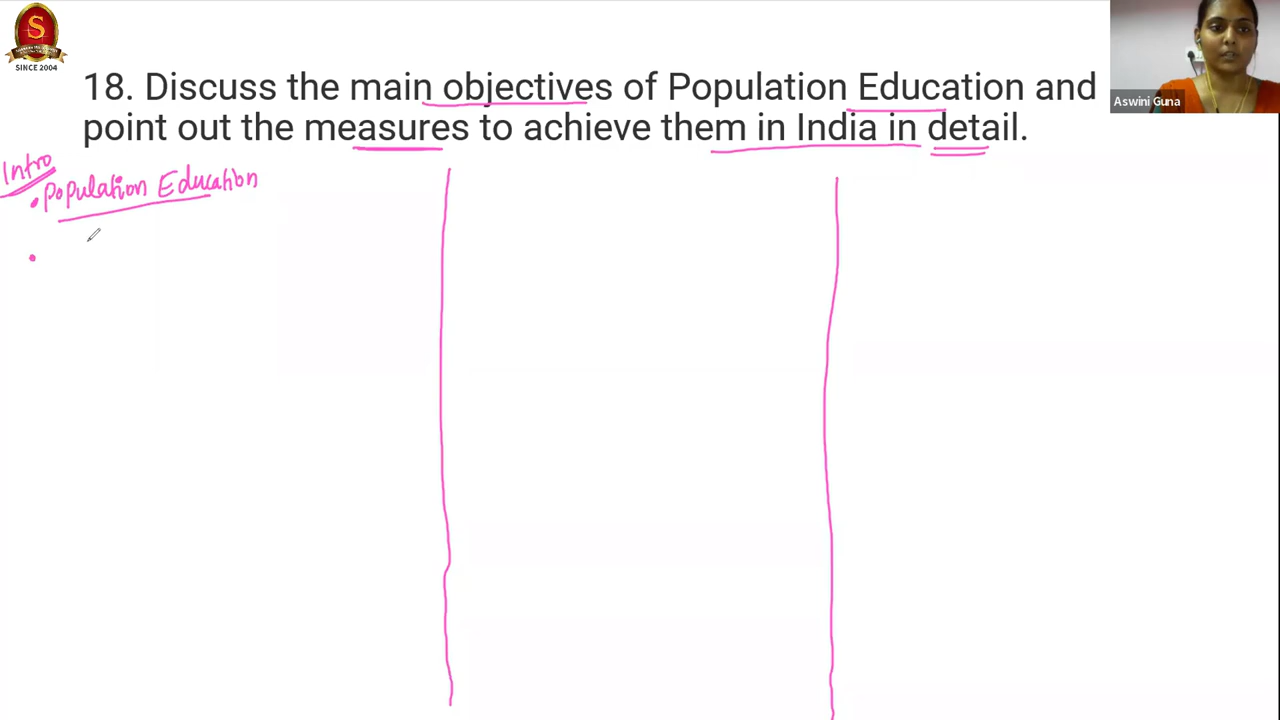 S
SINCE 2004
18. Discuss the main objectives of Population Education and
point out the measures to achieve them in India in detail.
Aswini Guna
Intro
• Population Education
•